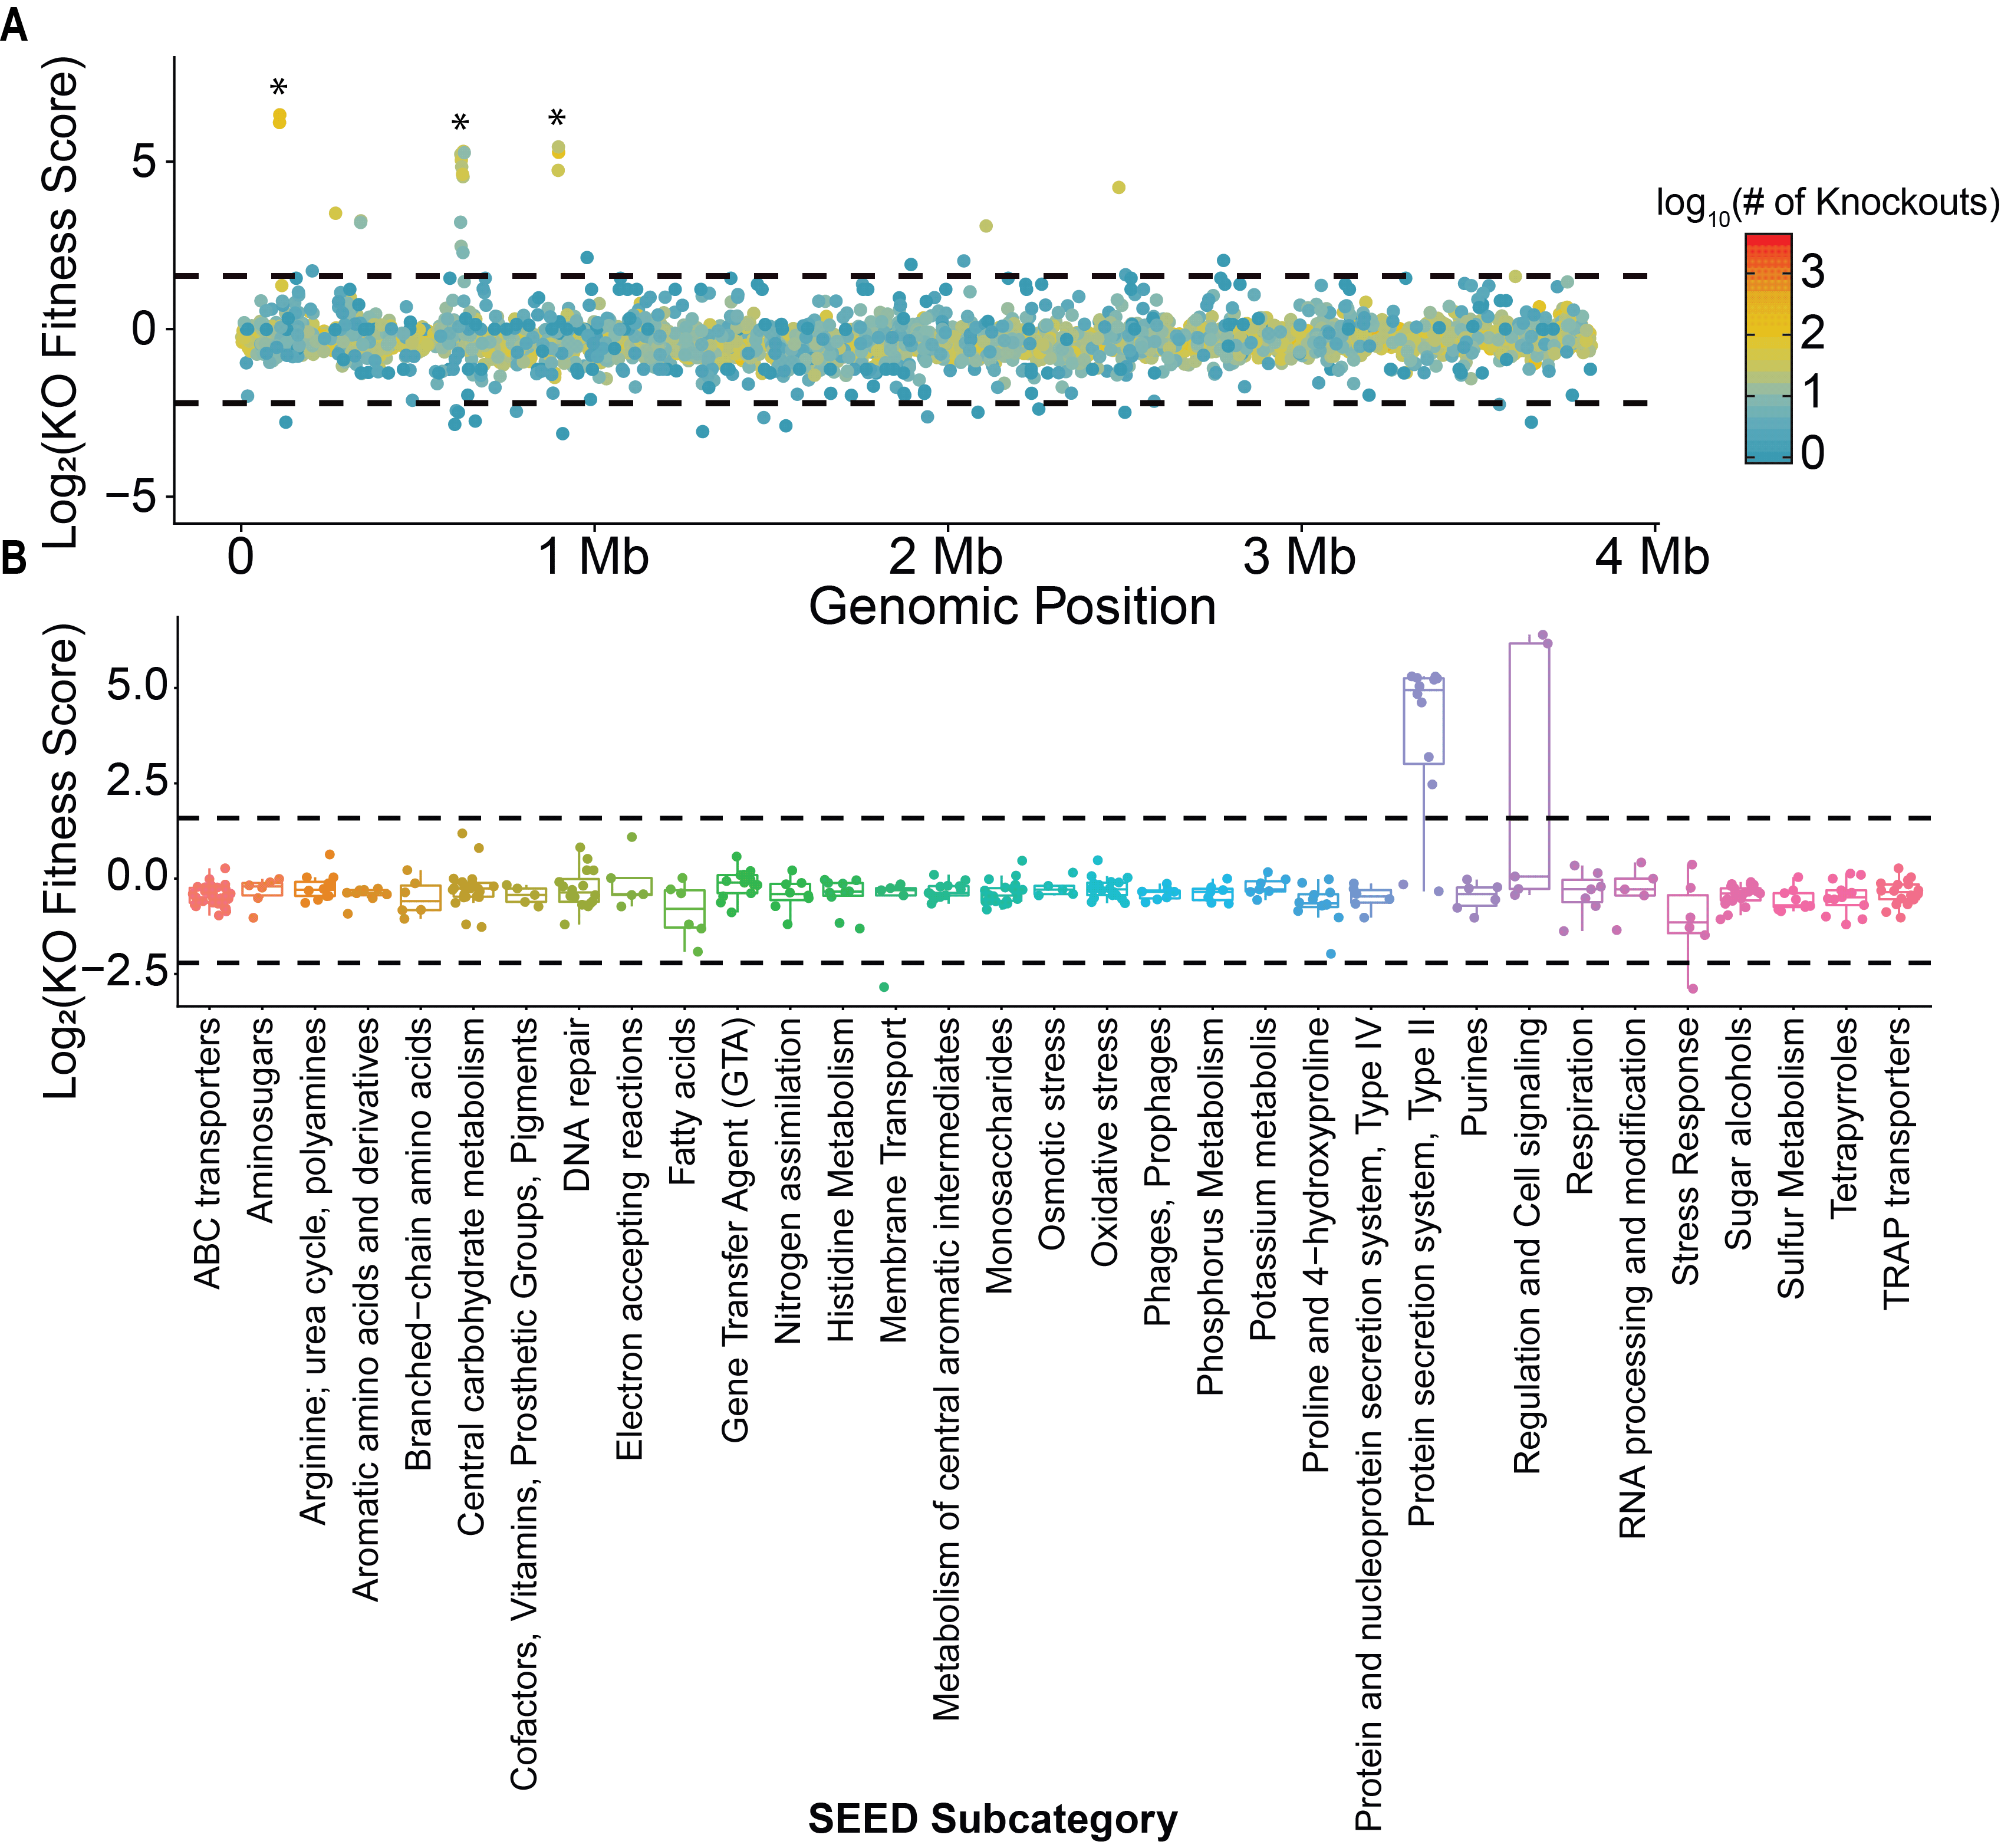 A
Log₂(KO Fitness Score)
*
*
*
5
0
−5
0
1 Mb
2 Mb
3 Mb
4 Mb
Genomic Position
log₁₀(# of Knockouts)
3
2
1
0
B
Log₂(KO Fitness Score)
5.0
2.5
0.0
−2.5
ABC transporters
Aminosugars
Arginine; urea cycle, polyamines
Aromatic amino acids and derivatives
Branched−chain amino acids
Central carbohydrate metabolism
Cofactors, Vitamins, Prosthetic Groups, Pigments
DNA repair
Electron accepting reactions
Fatty acids
Gene Transfer Agent (GTA)
Nitrogen assimilation
Histidine Metabolism
Membrane Transport
Metabolism of central aromatic intermediates
Monosaccharides
Osmotic stress
Oxidative stress
Phages, Prophages
Phosphorus Metabolism
Potassium metabolis
Proline and 4−hydroxyproline
Protein and nucleoprotein secretion system, Type IV
Protein secretion system, Type II
Purines
Regulation and Cell signaling
Respiration
RNA processing and modification
Stress Response
Sugar alcohols
Sulfur Metabolism
Tetrapyrroles
TRAP transporters
SEED Subcategory